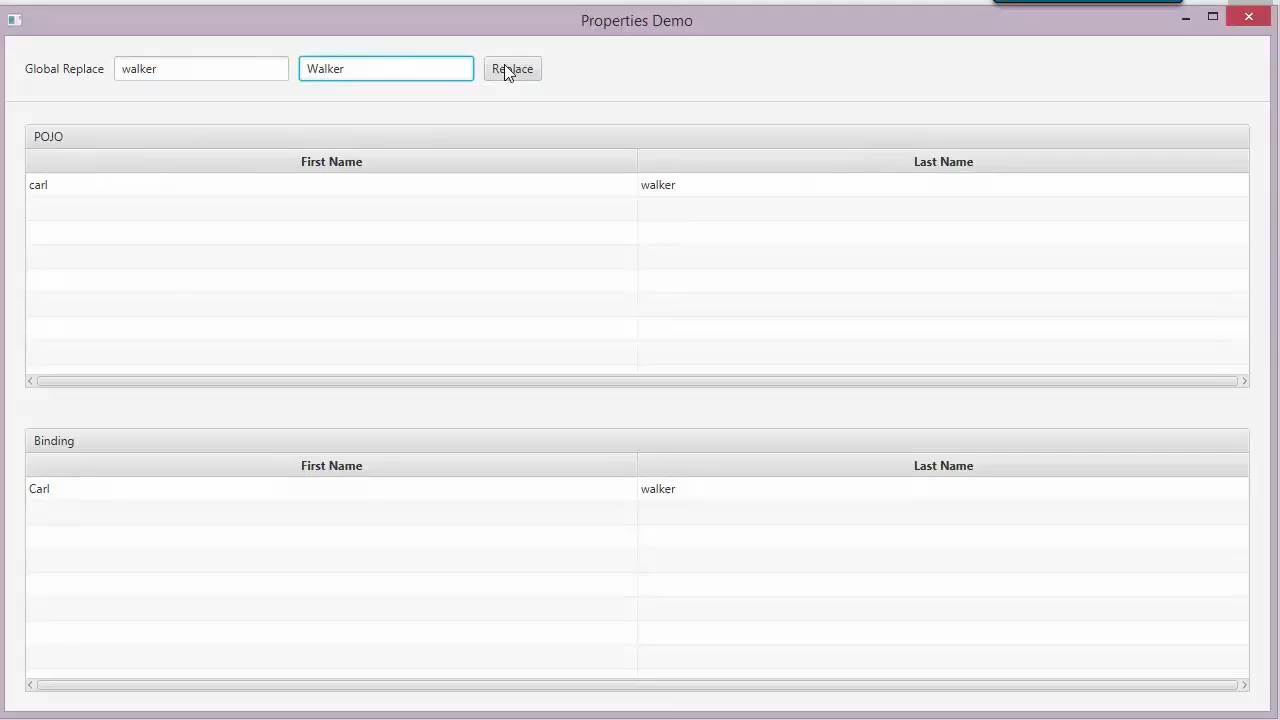 Properties Demo
Global Replace walker Walker Replace
POJO
First Name Last Name
carl walker
Binding
First Name Last Name
Carl walker